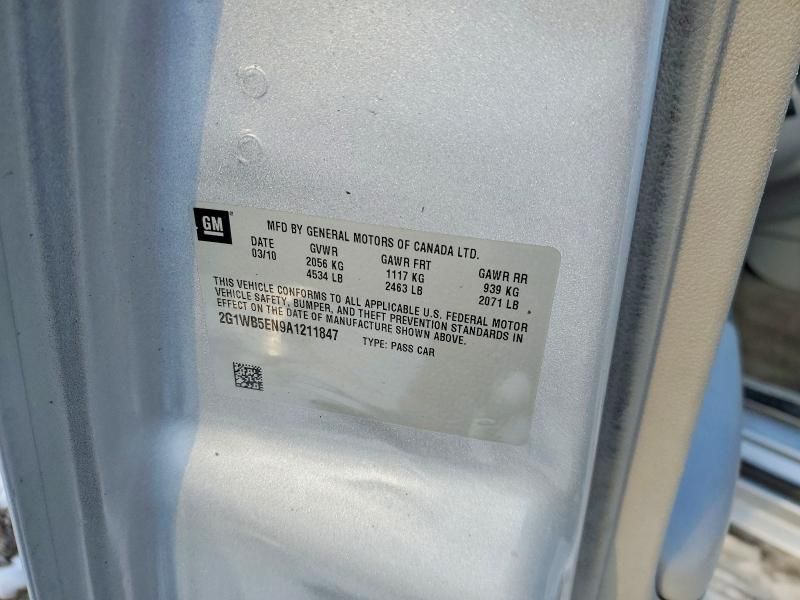 GM
MFD BY GENERAL MOTORS OF CANADA LTD.
DATE GVWR GAWR FRT GAWR RR
03/10 2056 KG 1117 KG 939 KG
4534 LB 2463 LB 2071 LB
THIS VEHICLE CONFORMS TO ALL APPLICABLE U.S. FEDERAL MOTOR
VEHICLE SAFETY, BUMPER, AND THEFT PREVENTION STANDARDS IN
EFFECT ON THE DATE OF MANUFACTURE SHOWN ABOVE.
2G1WB5EN9A1211847 TYPE: PASS CAR